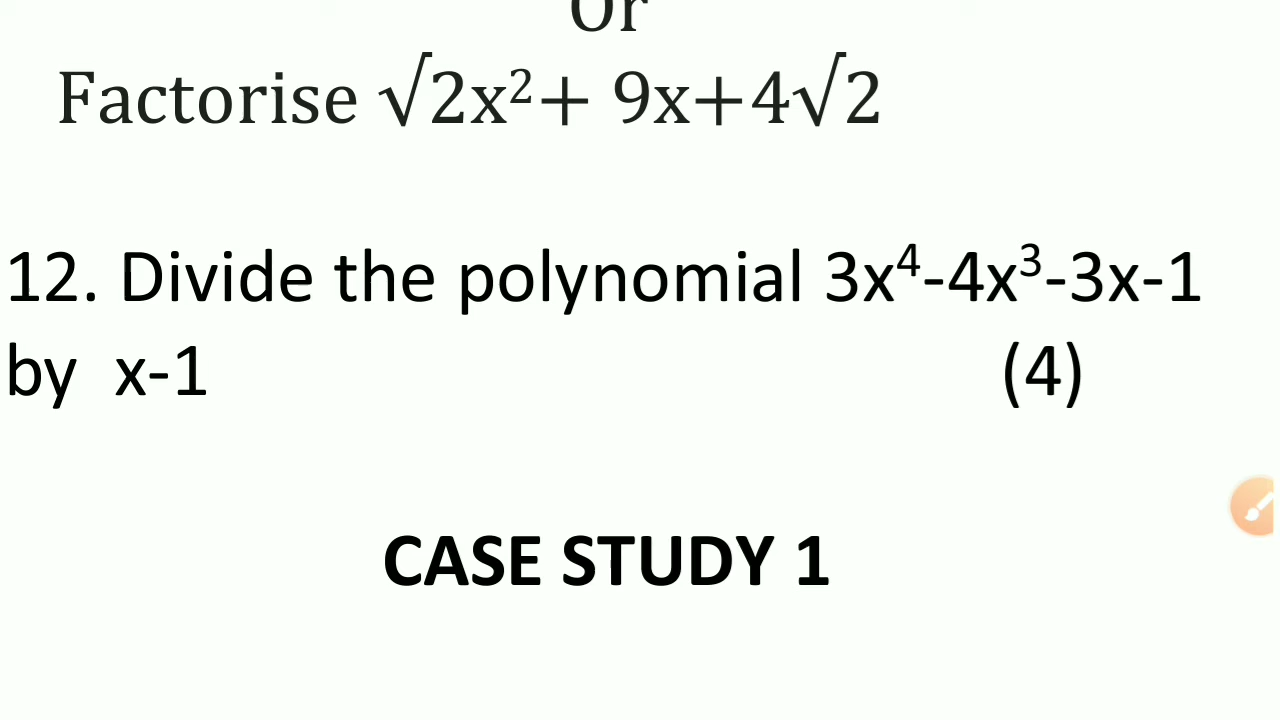 Or
Factorise √2x²+ 9x+4√2
12. Divide the polynomial 3x⁴-4x³-3x-1
by x-1 (4)
CASE STUDY 1